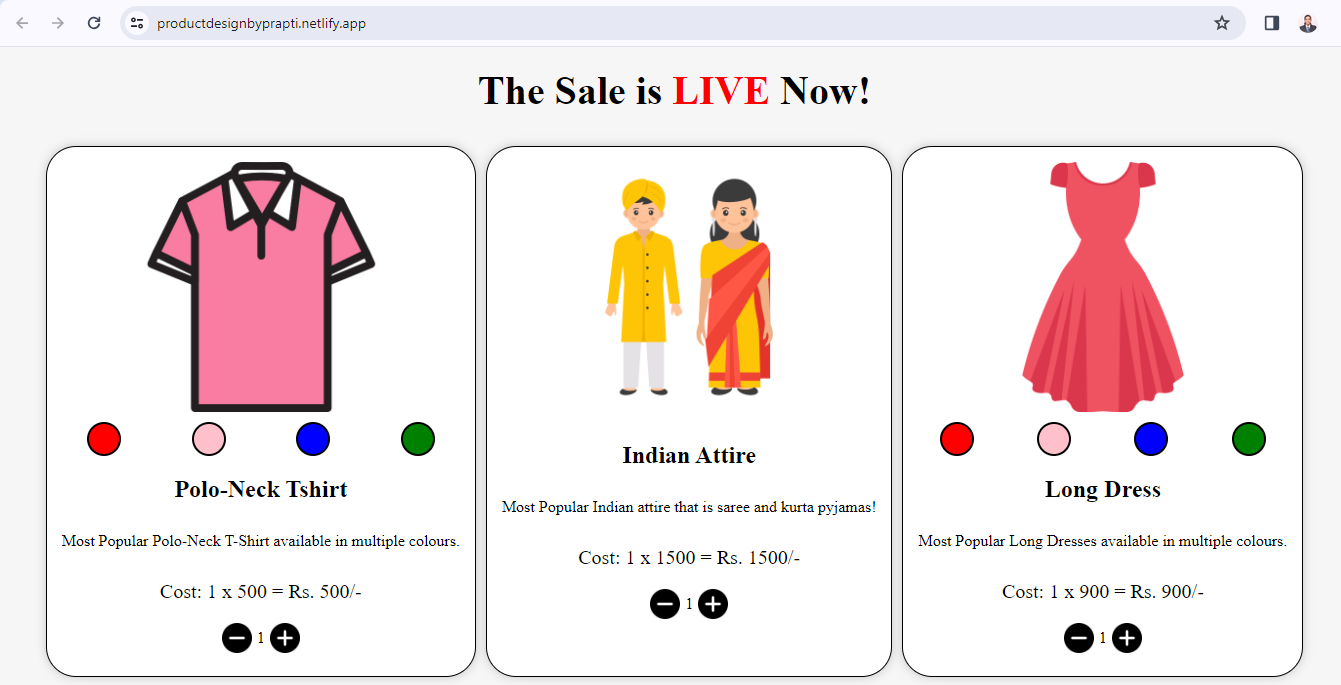 productdesignbyprapti.netlify.app
The Sale is LIVE Now!
Polo-Neck Tshirt
Most Popular Polo-Neck T-Shirt available in multiple colours.
Cost: 1 x 500 = Rs. 500/-
1
Indian Attire
Most Popular Indian attire that is saree and kurta pyjamas!
Cost: 1 x 1500 = Rs. 1500/-
1
Long Dress
Most Popular Long Dresses available in multiple colours.
Cost: 1 x 900 = Rs. 900/-
1